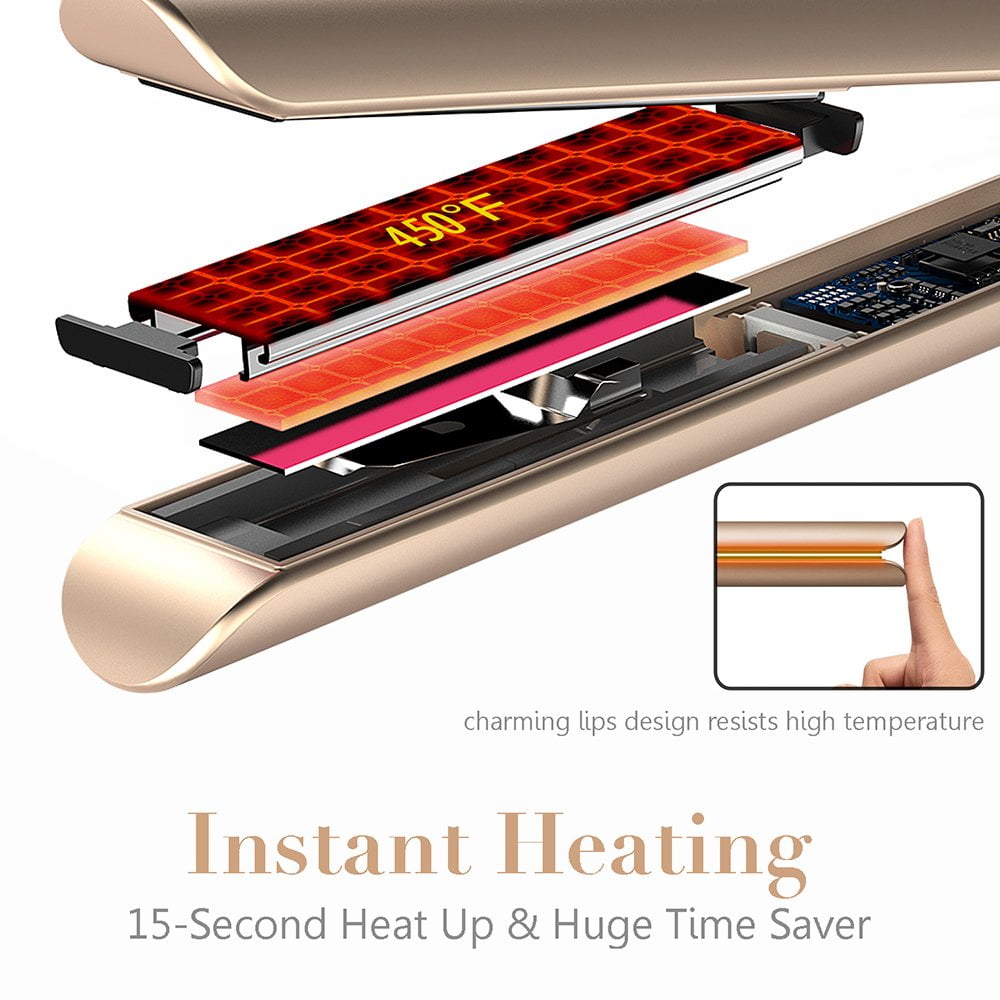 450°F
charming lips design resists high temperature
Instant Heating
15-Second Heat Up & Huge Time Saver